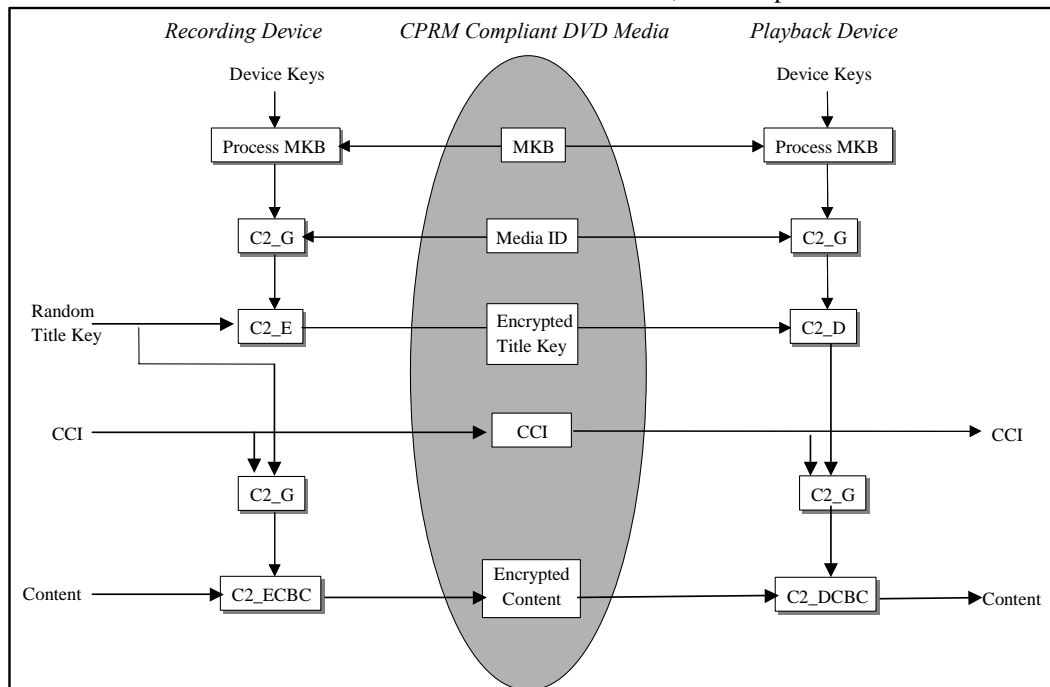 Recording Device CPRM Compliant DVD Media Playback Device
Device Keys Device Keys
Process MKB MKB Process MKB
C2_G Media ID C2_G
Random
Title Key
C2_E Encrypted
Title Key
C2_D
CCI CCI CCI
C2_G C2_G
Content C2_ECBC Encrypted
Content
C2_DCBC Content